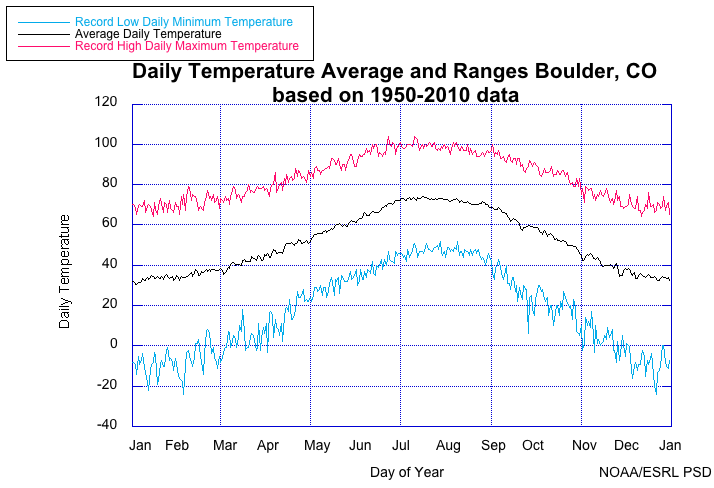 Record Low Daily Minimum Temperature
Average Daily Temperature
Record High Daily Maximum Temperature
Daily Temperature Average and Ranges Boulder, CO
based on 1950-2010 data
120
100
80
60
40
20
0
-20
-40
Daily Temperature
Jan Feb Mar Apr May Jun Jul Aug Sep Oct Nov Dec Jan
Day of Year
NOAA/ESRL PSD